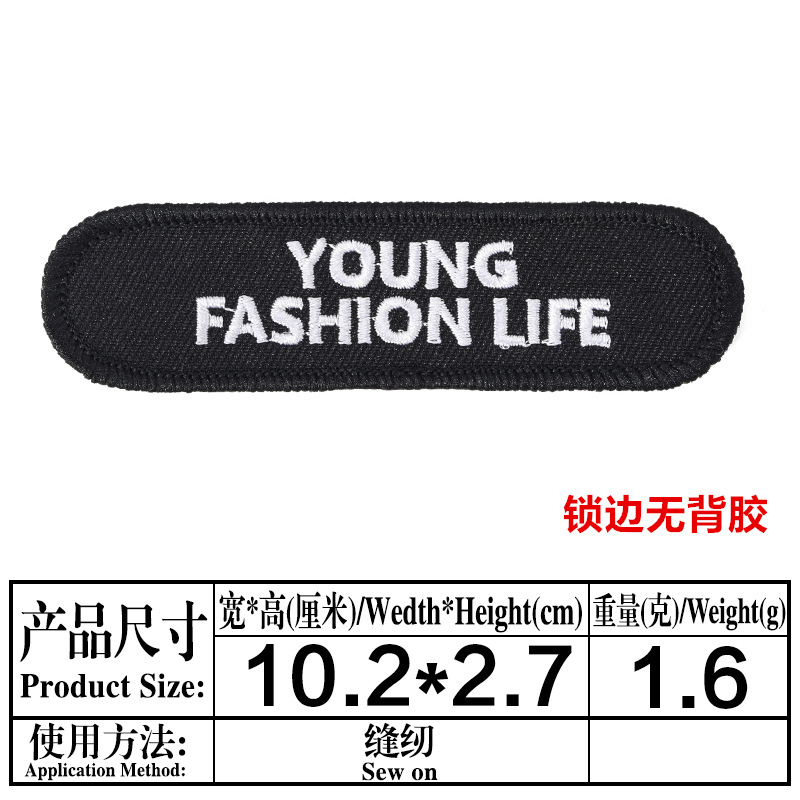 YOUNG
FASHION LIFE
锁边无背胶
产品尺寸
Product Size:
宽*高(厘米)/Wedth*Height(cm)
重量(克)/Weight(g)
10.2*2.7
1.6
使用方法:
Application Method:
缝纫
Sew on